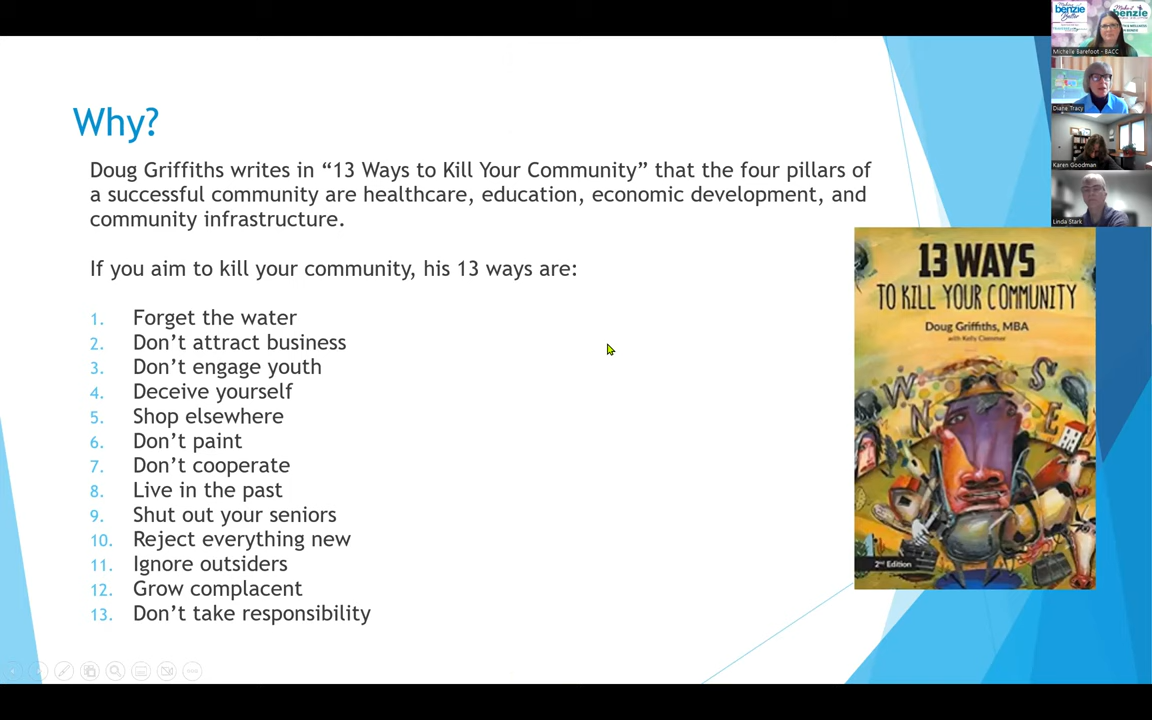 Why?
Doug Griffiths writes in “13 Ways to Kill Your Community” that the four pillars of
a successful community are healthcare, education, economic development, and
community infrastructure.
If you aim to kill your community, his 13 ways are:
1. Forget the water
2. Don’t attract business
3. Don’t engage youth
4. Deceive yourself
5. Shop elsewhere
6. Don’t paint
7. Don’t cooperate
8. Live in the past
9. Shut out your seniors
10. Reject everything new
11. Ignore outsiders
12. Grow complacent
13. Don’t take responsibility
13 WAYS
TO KILL YOUR COMMUNITY
Doug Griffiths, MBA
with Kelly Clemmer
W N S E
2nd Edition
benzie
Better
benzie
Michelle Barefoot - BACC
Diane Tracy
Karen Goodman
Linda Stark